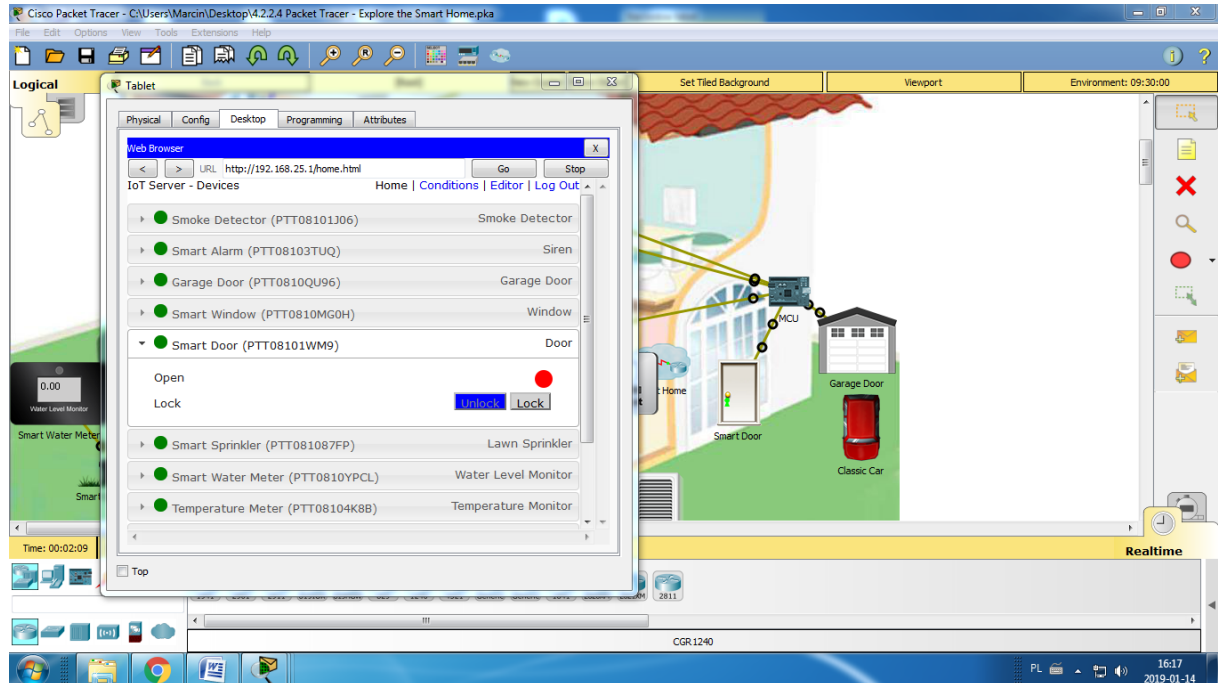 Cisco Packet Tracer - C:\Users\Marcin\Desktop\4.2.2.4 Packet Tracer - Explore the Smart Home.pka
File Edit Options View Tools Extensions Help
Logical
Set Tiled Background Viewport Environment: 09:30:00
Tablet
Physical Config Desktop Programming Attributes
Web Browser X
< > URL http://192.168.25.1/home.html Go Stop
IoT Server - Devices Home | Conditions | Editor | Log Out
Smoke Detector (PTT08101J06) Smoke Detector
Smart Alarm (PTT08103TUQ) Siren
Garage Door (PTT0810QU96) Garage Door
Smart Window (PTT0810MG0H) Window
Smart Door (PTT08101WM9) Door
Open
Lock Unlock Lock
Smart Sprinkler (PTT081087FP) Lawn Sprinkler
Smart Water Meter (PTT0810YPCL) Water Level Monitor
Temperature Meter (PTT08104K8B) Temperature Monitor
Top
0.00
Water Level Monitor
Smart Water Meter
Smart
MCU
t Home
Garage Door
Smart Door
Classic Car
Time: 00:02:09
Realtime
2811
CGR1240
PL
16:17
2019-01-14